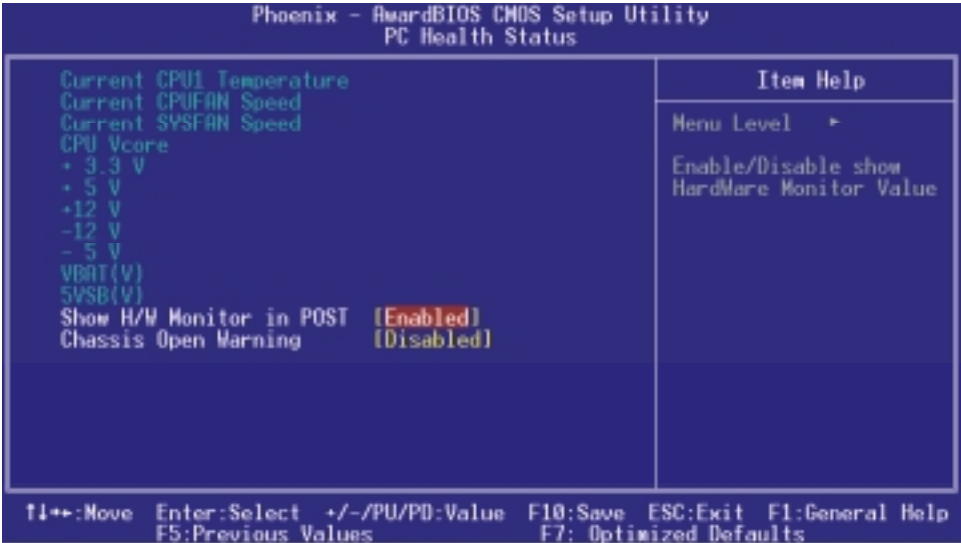 Phoenix - AwardBIOS CMOS Setup Utility
PC Health Status
Current CPU1 Temperature
Current CPUFAN Speed
Current SYSFAN Speed
CPU Vcore
+ 3.3 V
+ 5 V
+12 V
-12 V
- 5 V
VBAT(V)
5VSB(V)
Show H/W Monitor in POST [Enabled]
Chassis Open Warning [Disabled]
Item Help
Menu Level ►
Enable/Disable show
HardWare Monitor Value
↑↓→←:Move Enter:Select +/-/PU/PD:Value F10:Save ESC:Exit F1:General Help
F5:Previous Values F7: Optimized Defaults